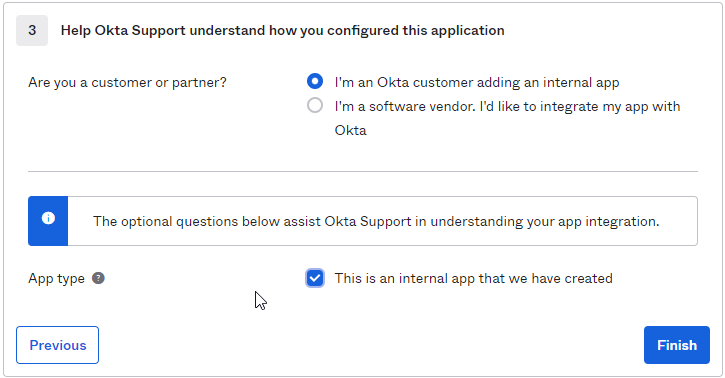 3 Help Okta Support understand how you configured this application
Are you a customer or partner?
I'm an Okta customer adding an internal app
I'm a software vendor. I'd like to integrate my app with
Okta
The optional questions below assist Okta Support in understanding your app integration.
App type ?
This is an internal app that we have created
Previous
Finish